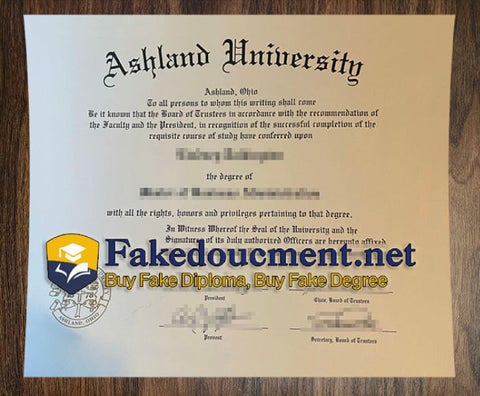 Ashland University
Ashland, Ohio
To all persons to whom this writing shall come
Be it known that the Board of Trustees in accordance with the recommendation of
the Faculty and the President, in recognition of the successful completion of the
requisite course of study have conferred upon
the degree of
with all the rights, honors and privileges pertaining to that degree.
In Witness Whereof the Seal of the University and the
Signatures of its duly authorized Officers are hereunto affixed
Fakedoucment.net
Buy Fake Diploma, Buy Fake Degree
President
Chair, Board of Trustees
ASHLAND, OHIO
Provost
Secretary, Board of Trustees